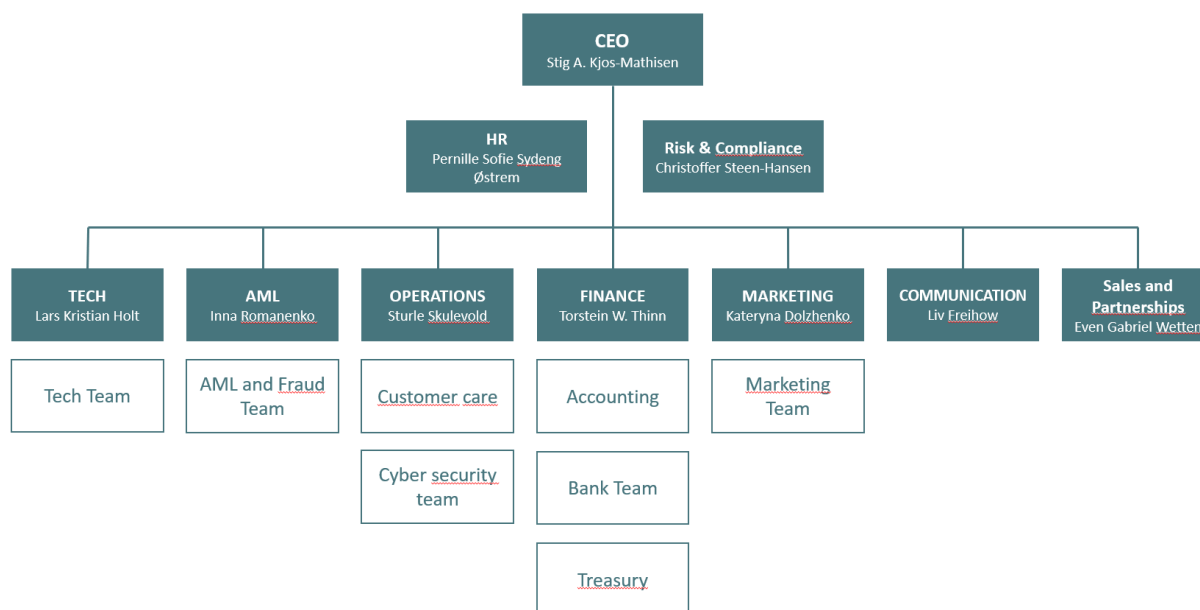 CEO
Stig A. Kjos-Mathisen
HR
Pernille Sofie Sydeng
Østrem
Risk & Compliance
Christoffer Steen-Hansen
TECH
Lars Kristian Holt
AML
Inna Romanenko
OPERATIONS
Sturle Skulevold
FINANCE
Torstein W. Thinn
MARKETING
Kateryna Dolzhenko
COMMUNICATION
Liv Freihow
Sales and
Partnerships
Even Gabriel Wetten
Tech Team
AML and Fraud
Team
Customer care
Accounting
Marketing
Team
Cyber security
team
Bank Team
Treasury